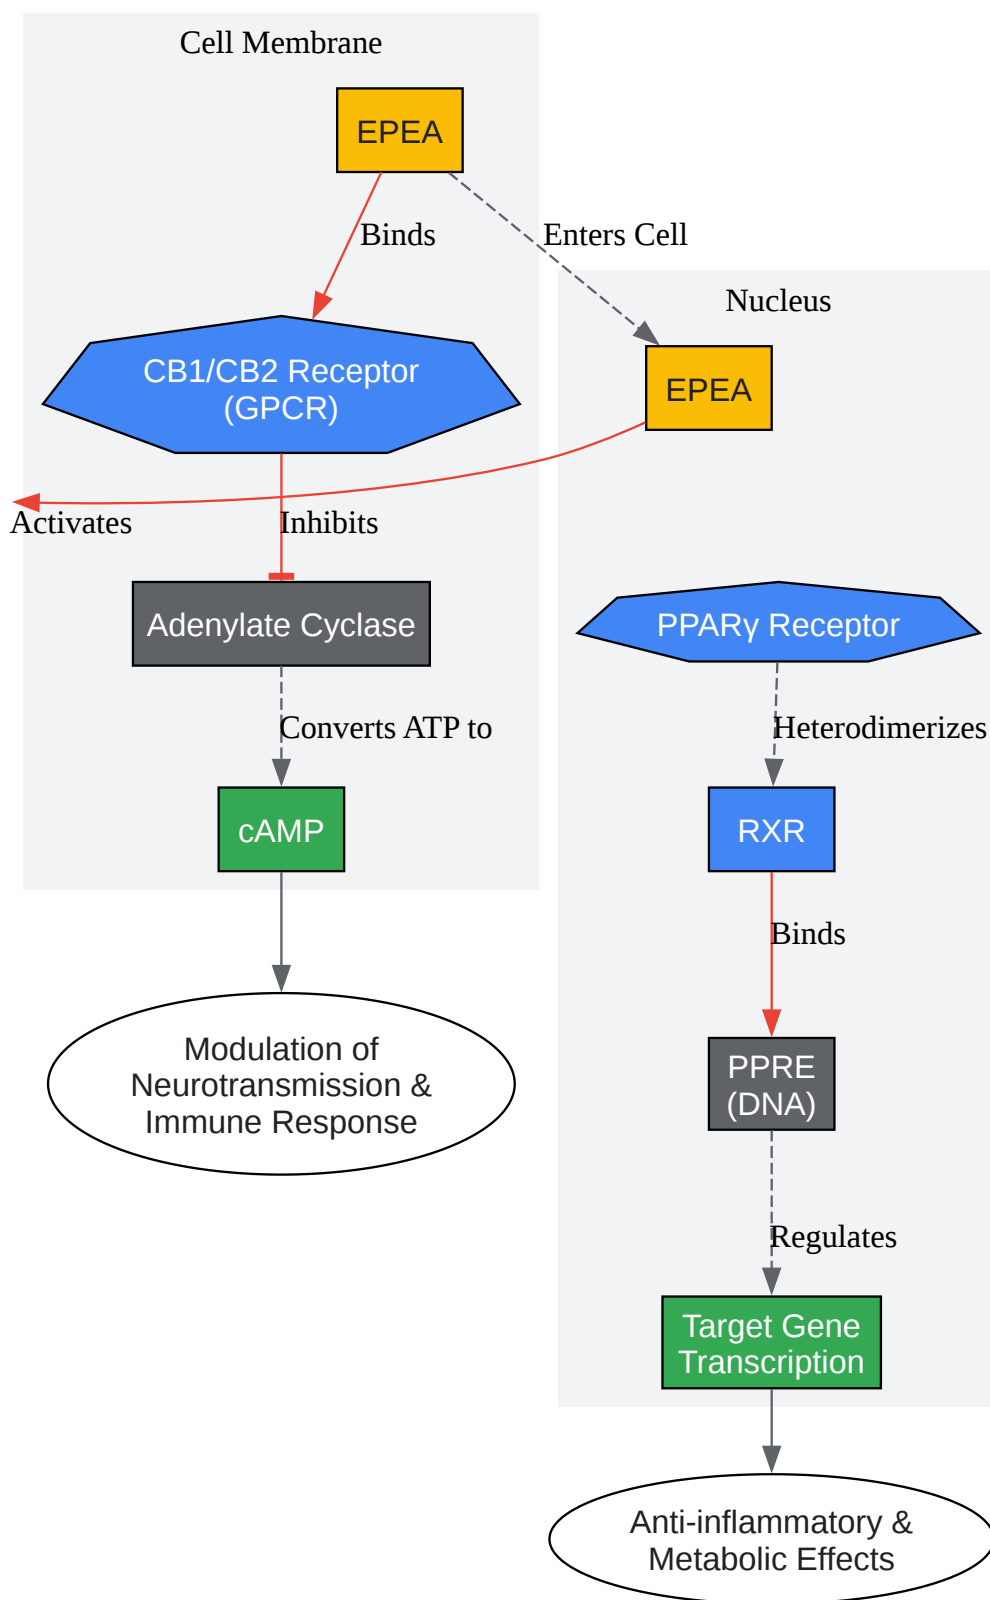 Cell Membrane
EPEA
Binds
Enters Cell
Nucleus
CB1/CB2 Receptor
(GPCR)
EPEA
Activates
Inhibits
Adenylate Cyclase
PPARγ Receptor
Converts ATP to
Heterodimerizes
cAMP
RXR
Binds
Modulation of
Neurotransmission &
Immune Response
PPRE
(DNA)
Regulates
Target Gene
Transcription
Anti-inflammatory &
Metabolic Effects